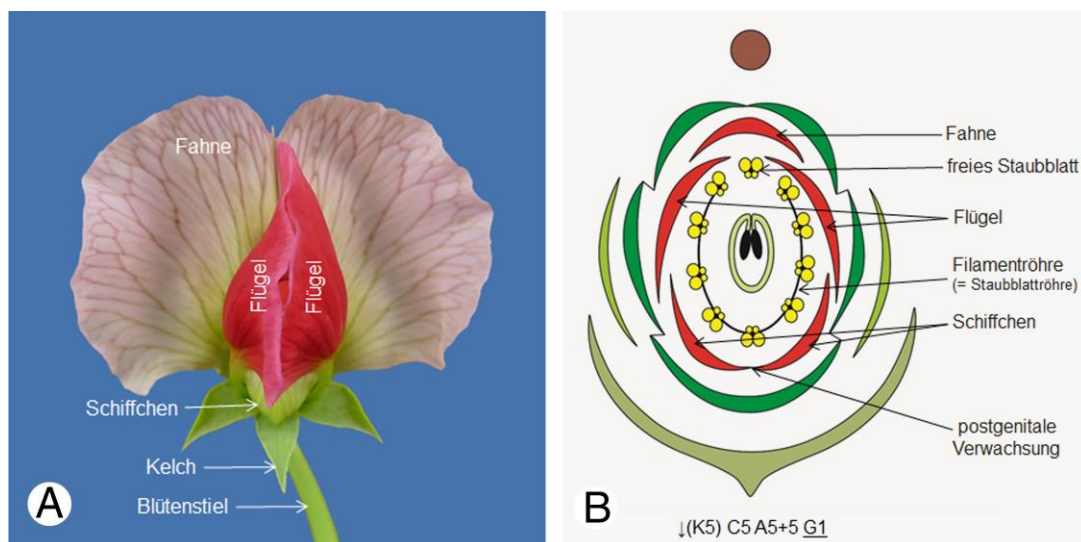 Fahne
Flügel
Flügel
Schiffchen
Kelch
Blütenstiel
A
Fahne
freies Staubblatt
Flügel
Filamentröhre
(= Staubblattröhre)
Schiffchen
postgenitale
Verwachsung
B
↓(K5) C5 A5+5 G1